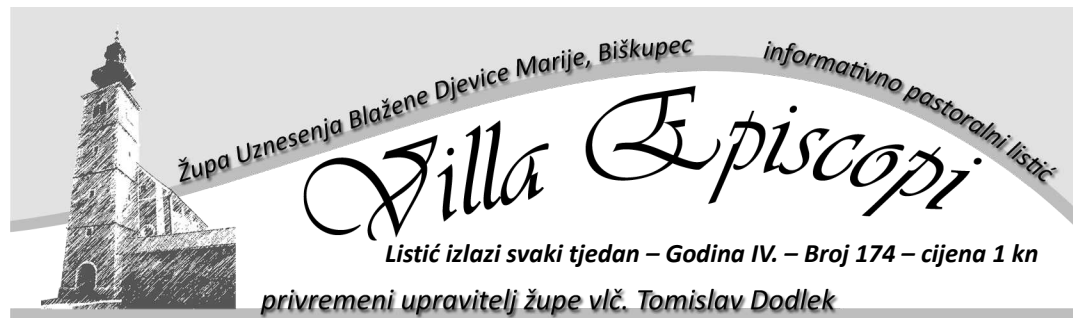 Župa Uznesenja Blažene Djevice Marije, Biškupec
informativno pastoralni listić
Villa Episcopi
Listić izlazi svaki tjedan – Godina IV. – Broj 174 – cijena 1 kn
privremeni upravitelj župe vlč. Tomislav Dodlek